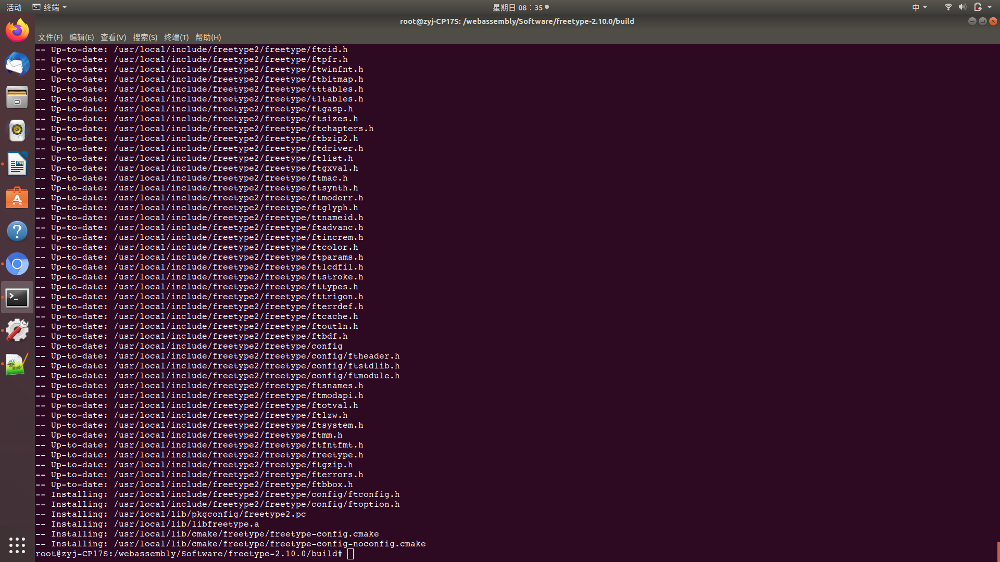 活动 终端 星期日 08：35 中
root@zyj-CP17S: /webassembly/Software/freetype-2.10.0/build
文件(F) 编辑(E) 查看(V) 搜索(S) 终端(T) 帮助(H)
-- Up-to-date: /usr/local/include/freetype2/freetype/ftcid.h
-- Up-to-date: /usr/local/include/freetype2/freetype/ftpfr.h
-- Up-to-date: /usr/local/include/freetype2/freetype/ftwinfnt.h
-- Up-to-date: /usr/local/include/freetype2/freetype/ftbitmap.h
-- Up-to-date: /usr/local/include/freetype2/freetype/tttables.h
-- Up-to-date: /usr/local/include/freetype2/freetype/t1tables.h
-- Up-to-date: /usr/local/include/freetype2/freetype/ftgasp.h
-- Up-to-date: /usr/local/include/freetype2/freetype/ftsizes.h
-- Up-to-date: /usr/local/include/freetype2/freetype/ftchapters.h
-- Up-to-date: /usr/local/include/freetype2/freetype/ftbzip2.h
-- Up-to-date: /usr/local/include/freetype2/freetype/ftdriver.h
-- Up-to-date: /usr/local/include/freetype2/freetype/ftlist.h
-- Up-to-date: /usr/local/include/freetype2/freetype/ftgxval.h
-- Up-to-date: /usr/local/include/freetype2/freetype/ftmac.h
-- Up-to-date: /usr/local/include/freetype2/freetype/ftsynth.h
-- Up-to-date: /usr/local/include/freetype2/freetype/ftmoderr.h
-- Up-to-date: /usr/local/include/freetype2/freetype/ftglyph.h
-- Up-to-date: /usr/local/include/freetype2/freetype/ttnameid.h
-- Up-to-date: /usr/local/include/freetype2/freetype/ftadvanc.h
-- Up-to-date: /usr/local/include/freetype2/freetype/ftincrem.h
-- Up-to-date: /usr/local/include/freetype2/freetype/ftcolor.h
-- Up-to-date: /usr/local/include/freetype2/freetype/ftparams.h
-- Up-to-date: /usr/local/include/freetype2/freetype/ftlcdfil.h
-- Up-to-date: /usr/local/include/freetype2/freetype/ftstroke.h
-- Up-to-date: /usr/local/include/freetype2/freetype/fttypes.h
-- Up-to-date: /usr/local/include/freetype2/freetype/fttrigon.h
-- Up-to-date: /usr/local/include/freetype2/freetype/fterrdef.h
-- Up-to-date: /usr/local/include/freetype2/freetype/ftcache.h
-- Up-to-date: /usr/local/include/freetype2/freetype/ftoutln.h
-- Up-to-date: /usr/local/include/freetype2/freetype/ftbdf.h
-- Up-to-date: /usr/local/include/freetype2/freetype/config
-- Up-to-date: /usr/local/include/freetype2/freetype/config/ftheader.h
-- Up-to-date: /usr/local/include/freetype2/freetype/config/ftstdlib.h
-- Up-to-date: /usr/local/include/freetype2/freetype/config/ftmodule.h
-- Up-to-date: /usr/local/include/freetype2/freetype/ftsnames.h
-- Up-to-date: /usr/local/include/freetype2/freetype/ftmodapi.h
-- Up-to-date: /usr/local/include/freetype2/freetype/ftotval.h
-- Up-to-date: /usr/local/include/freetype2/freetype/ftlzw.h
-- Up-to-date: /usr/local/include/freetype2/freetype/ftsystem.h
-- Up-to-date: /usr/local/include/freetype2/freetype/ftmm.h
-- Up-to-date: /usr/local/include/freetype2/freetype/ftfntfmt.h
-- Up-to-date: /usr/local/include/freetype2/freetype/freetype.h
-- Up-to-date: /usr/local/include/freetype2/freetype/ftgzip.h
-- Up-to-date: /usr/local/include/freetype2/freetype/fterrors.h
-- Up-to-date: /usr/local/include/freetype2/freetype/ftbbox.h
-- Installing: /usr/local/include/freetype2/freetype/config/ftconfig.h
-- Installing: /usr/local/include/freetype2/freetype/config/ftoption.h
-- Installing: /usr/local/lib/pkgconfig/freetype2.pc
-- Installing: /usr/local/lib/libfreetype.a
-- Installing: /usr/local/lib/cmake/freetype/freetype-config.cmake
-- Installing: /usr/local/lib/cmake/freetype/freetype-config-noconfig.cmake
root@zyj-CP17S:/webassembly/Software/freetype-2.10.0/build#